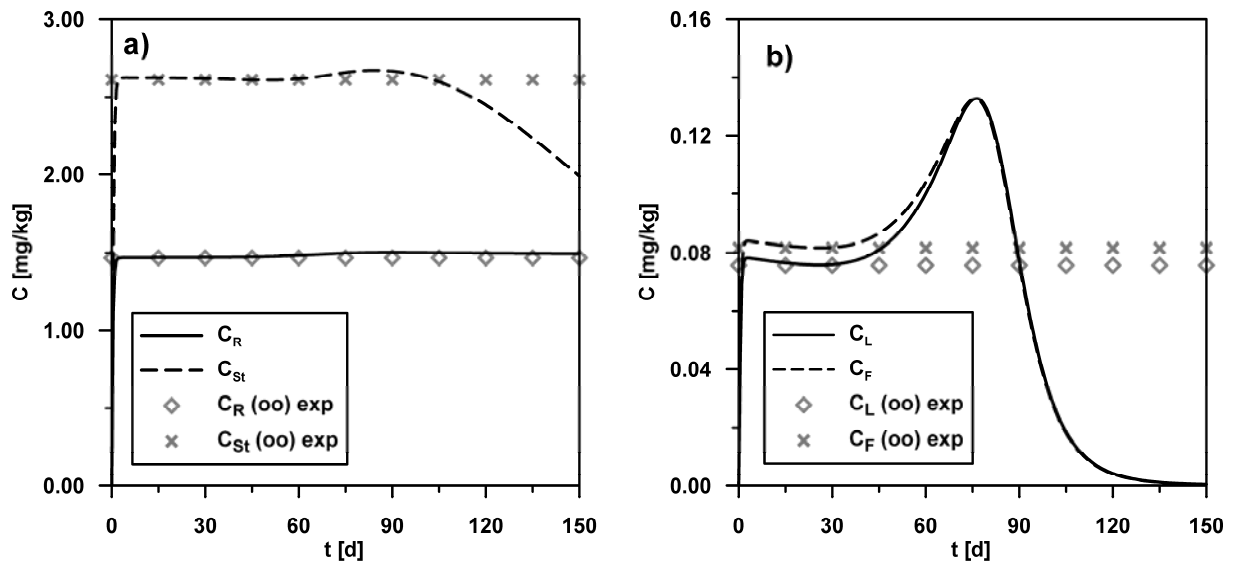 a)
3.00
2.00
1.00
0.00
C [mg/kg]
0 30 60 90 120 150
t [d]
C_R
C_St
C_R (oo) exp
C_St (oo) exp
b)
0.16
0.12
0.08
0.04
0.00
C [mg/kg]
0 30 60 90 120 150
t [d]
C_L
C_F
C_L (oo) exp
C_F (oo) exp